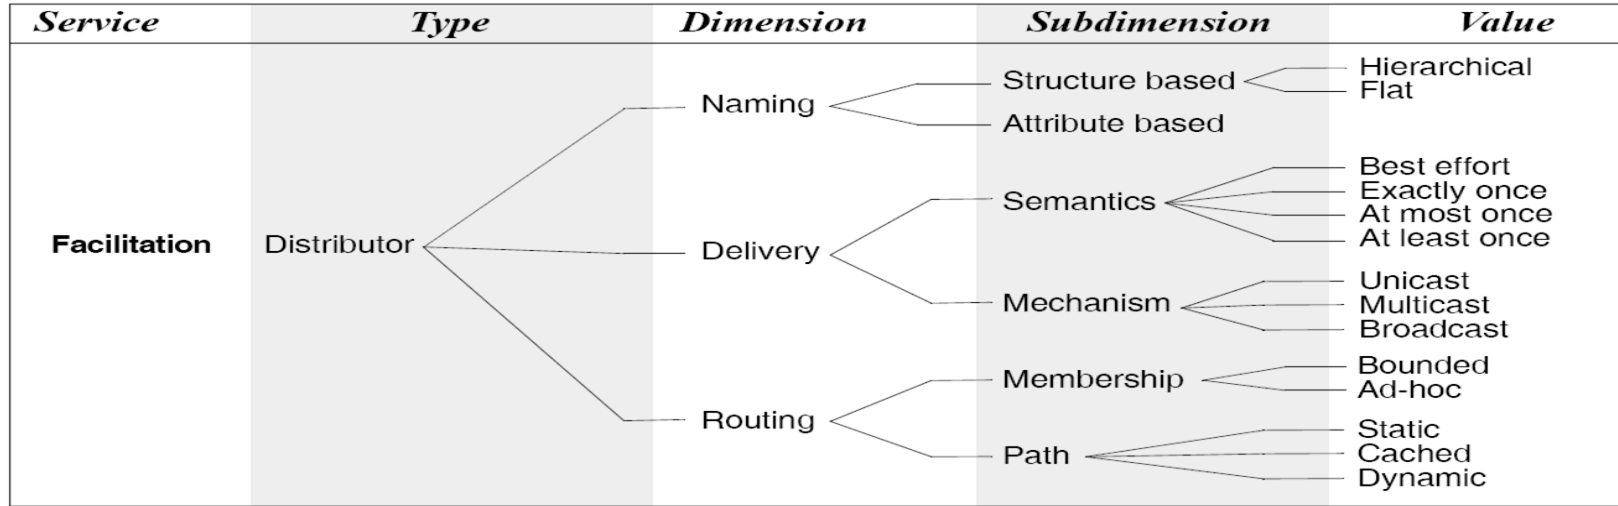 Service Type Dimension Subdimension Value
Hierarchical
Structure based
Flat
Naming
Attribute based
Best effort
Exactly once
Semantics
At most once
At least once
Facilitation Distributor Delivery
Unicast
Mechanism Multicast
Broadcast
Bounded
Membership
Ad-hoc
Routing
Static
Path Cached
Dynamic